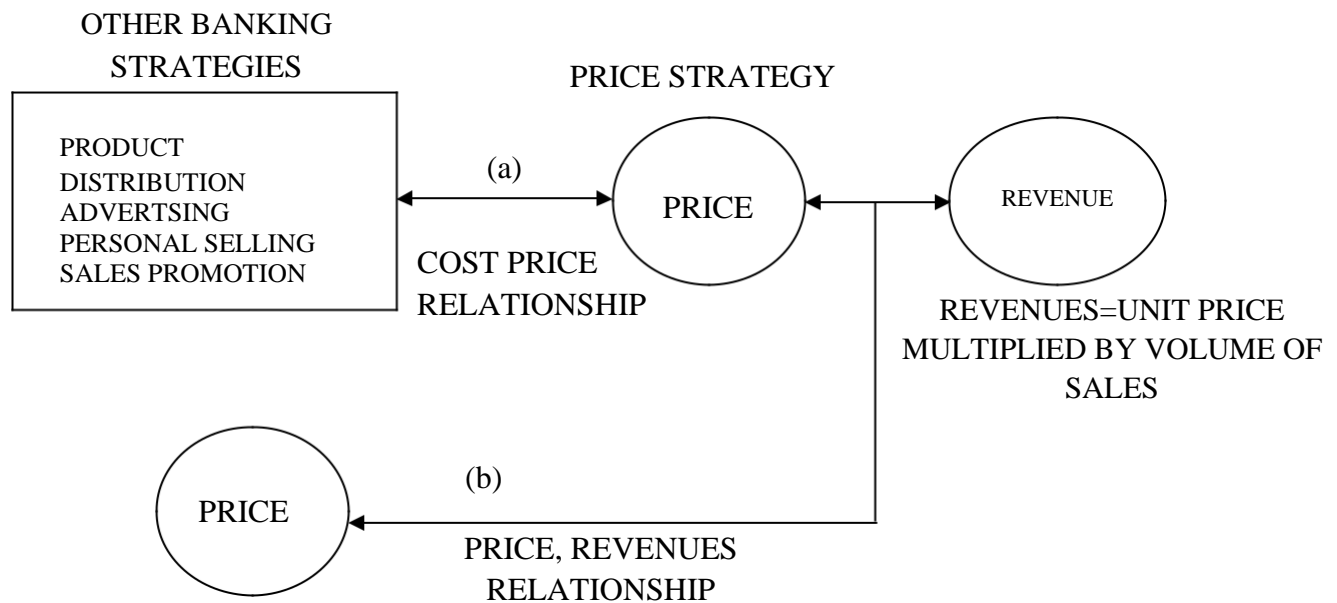 OTHER BANKING
STRATEGIES
PRICE STRATEGY
PRODUCT
DISTRIBUTION
ADVERTSING
PERSONAL SELLING
SALES PROMOTION
(a)
PRICE
REVENUE
COST PRICE
RELATIONSHIP
REVENUES=UNIT PRICE
MULTIPLIED BY VOLUME OF
SALES
(b)
PRICE
PRICE, REVENUES
RELATIONSHIP